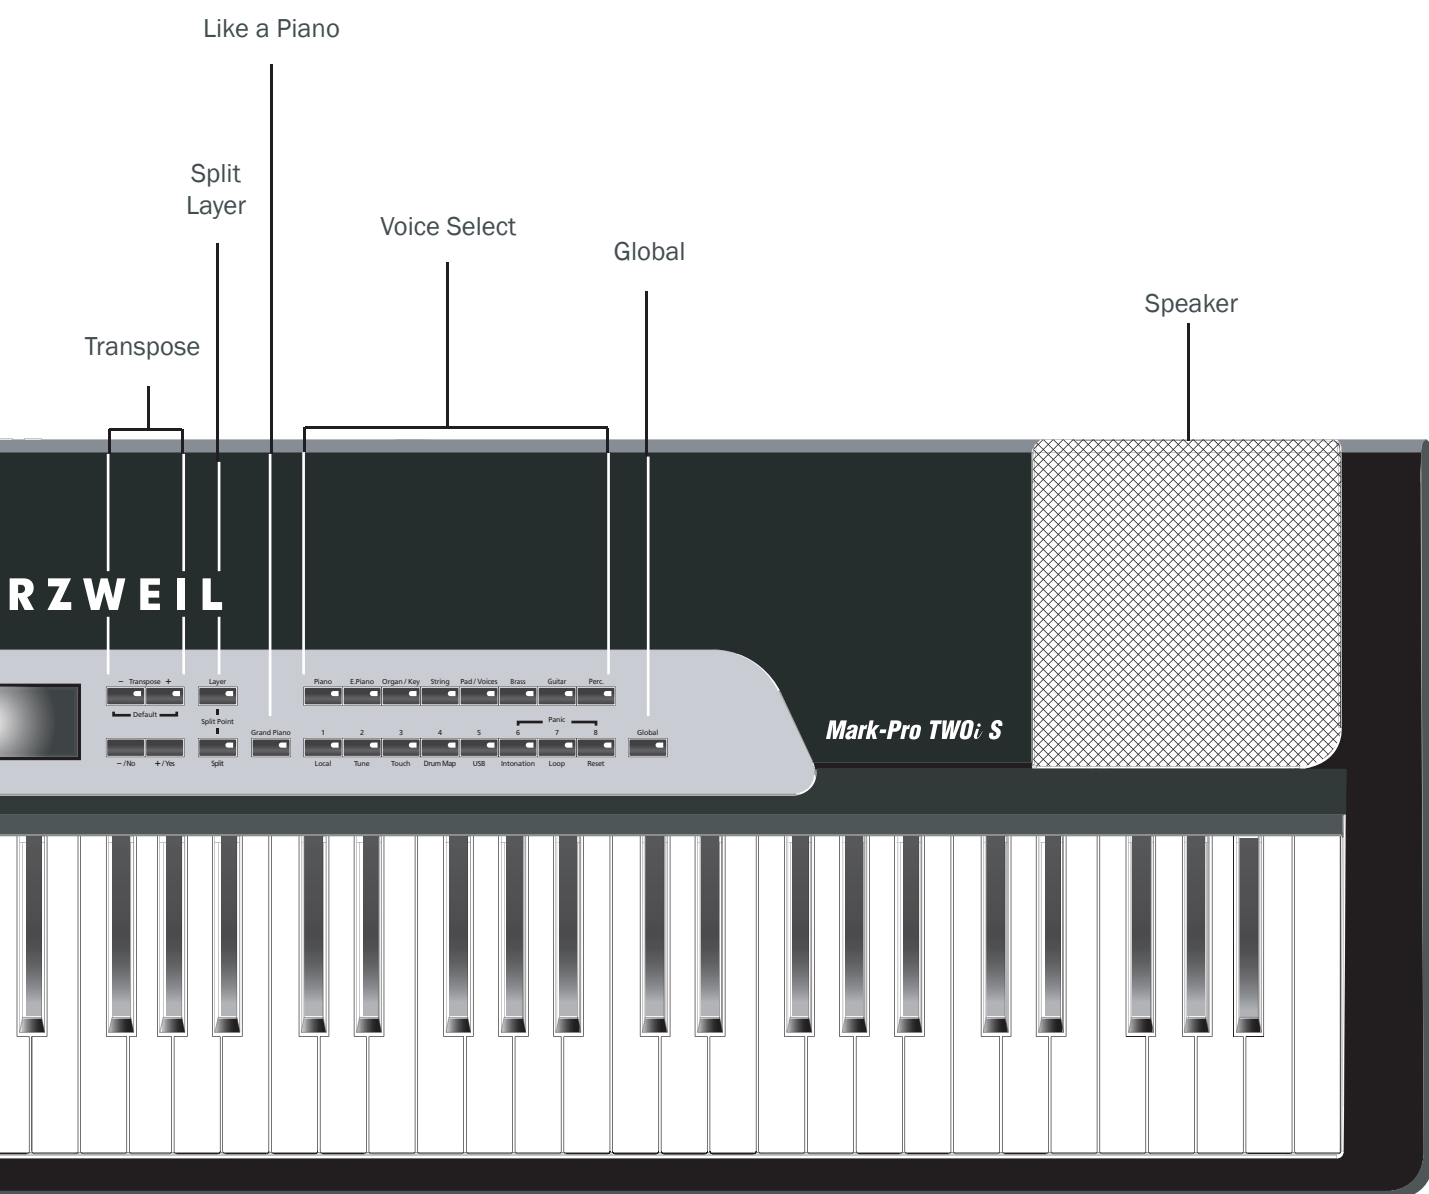 Like a Piano
Split
Layer
Voice Select
Global
Speaker
Transpose
RZWEIL
− Transpose +
Layer
Piano
E.Piano
Organ / Key
String
Pad / Voices
Brass
Guitar
Perc.
Default
Split Point
Panic
Grand Piano
1
2
3
4
5
6
7
8
Global
Mark-Pro TWOi S
− / No
+ / Yes
Split
Local
Tune
Touch
Drum Map
USB
Intonation
Loop
Reset